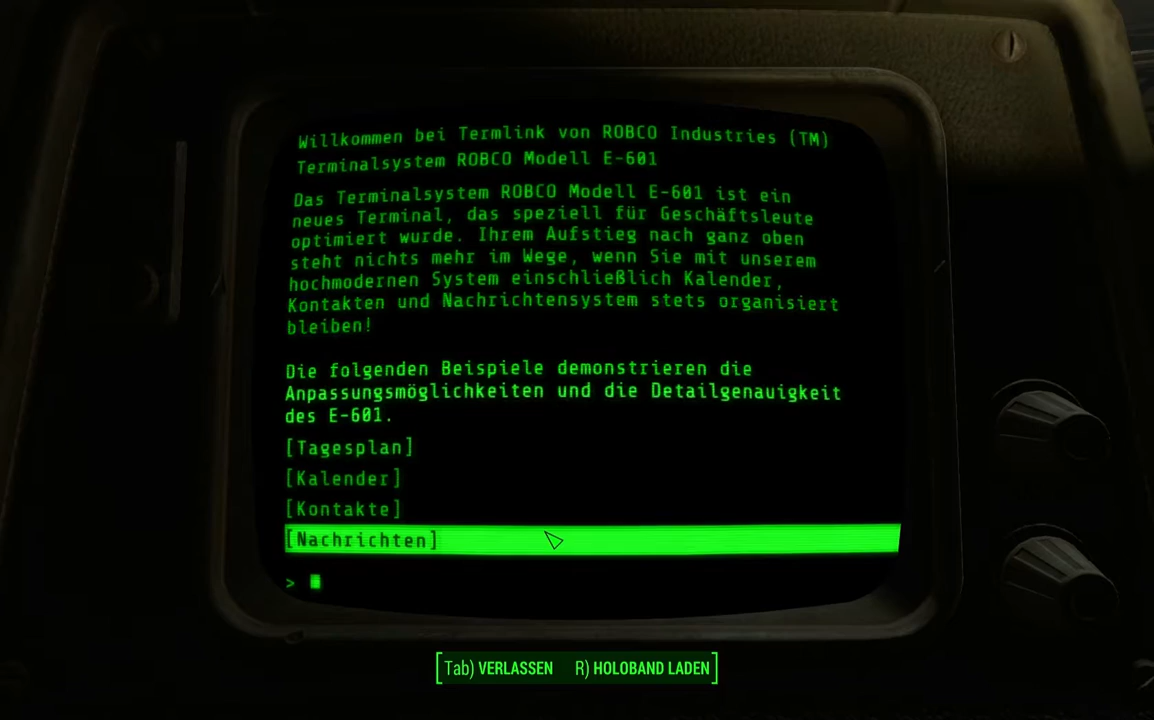 Willkommen bei Termlink von ROBCO Industries (TM)
Terminalsystem ROBCO Modell E-601
Das Terminalsystem ROBCO Modell E-601 ist ein
neues Terminal, das speziell für Geschäftsleute
optimiert wurde. Ihrem Aufstieg nach ganz oben
steht nichts mehr im Wege, wenn Sie mit unserem
hochmodernen System einschließlich Kalender,
Kontakten und Nachrichtensystem stets organisiert
bleiben!
Die folgenden Beispiele demonstrieren die
Anpassungsmöglichkeiten und die Detailgenauigkeit
des E-601.
[Tagesplan]
[Kalender]
[Kontakte]
[Nachrichten]
>
Tab) VERLASSEN R) HOLOBAND LADEN